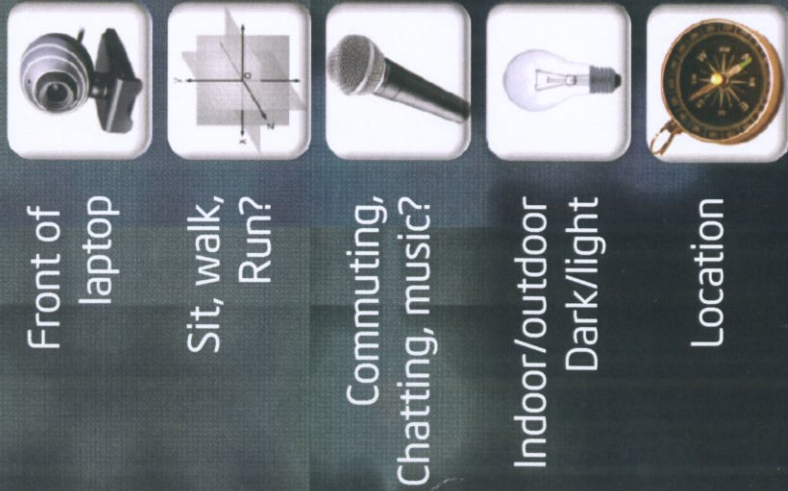 Front of
laptop
Sit, walk,
Run?
Commuting,
Chatting, music?
Indoor/outdoor
Dark/light
Location